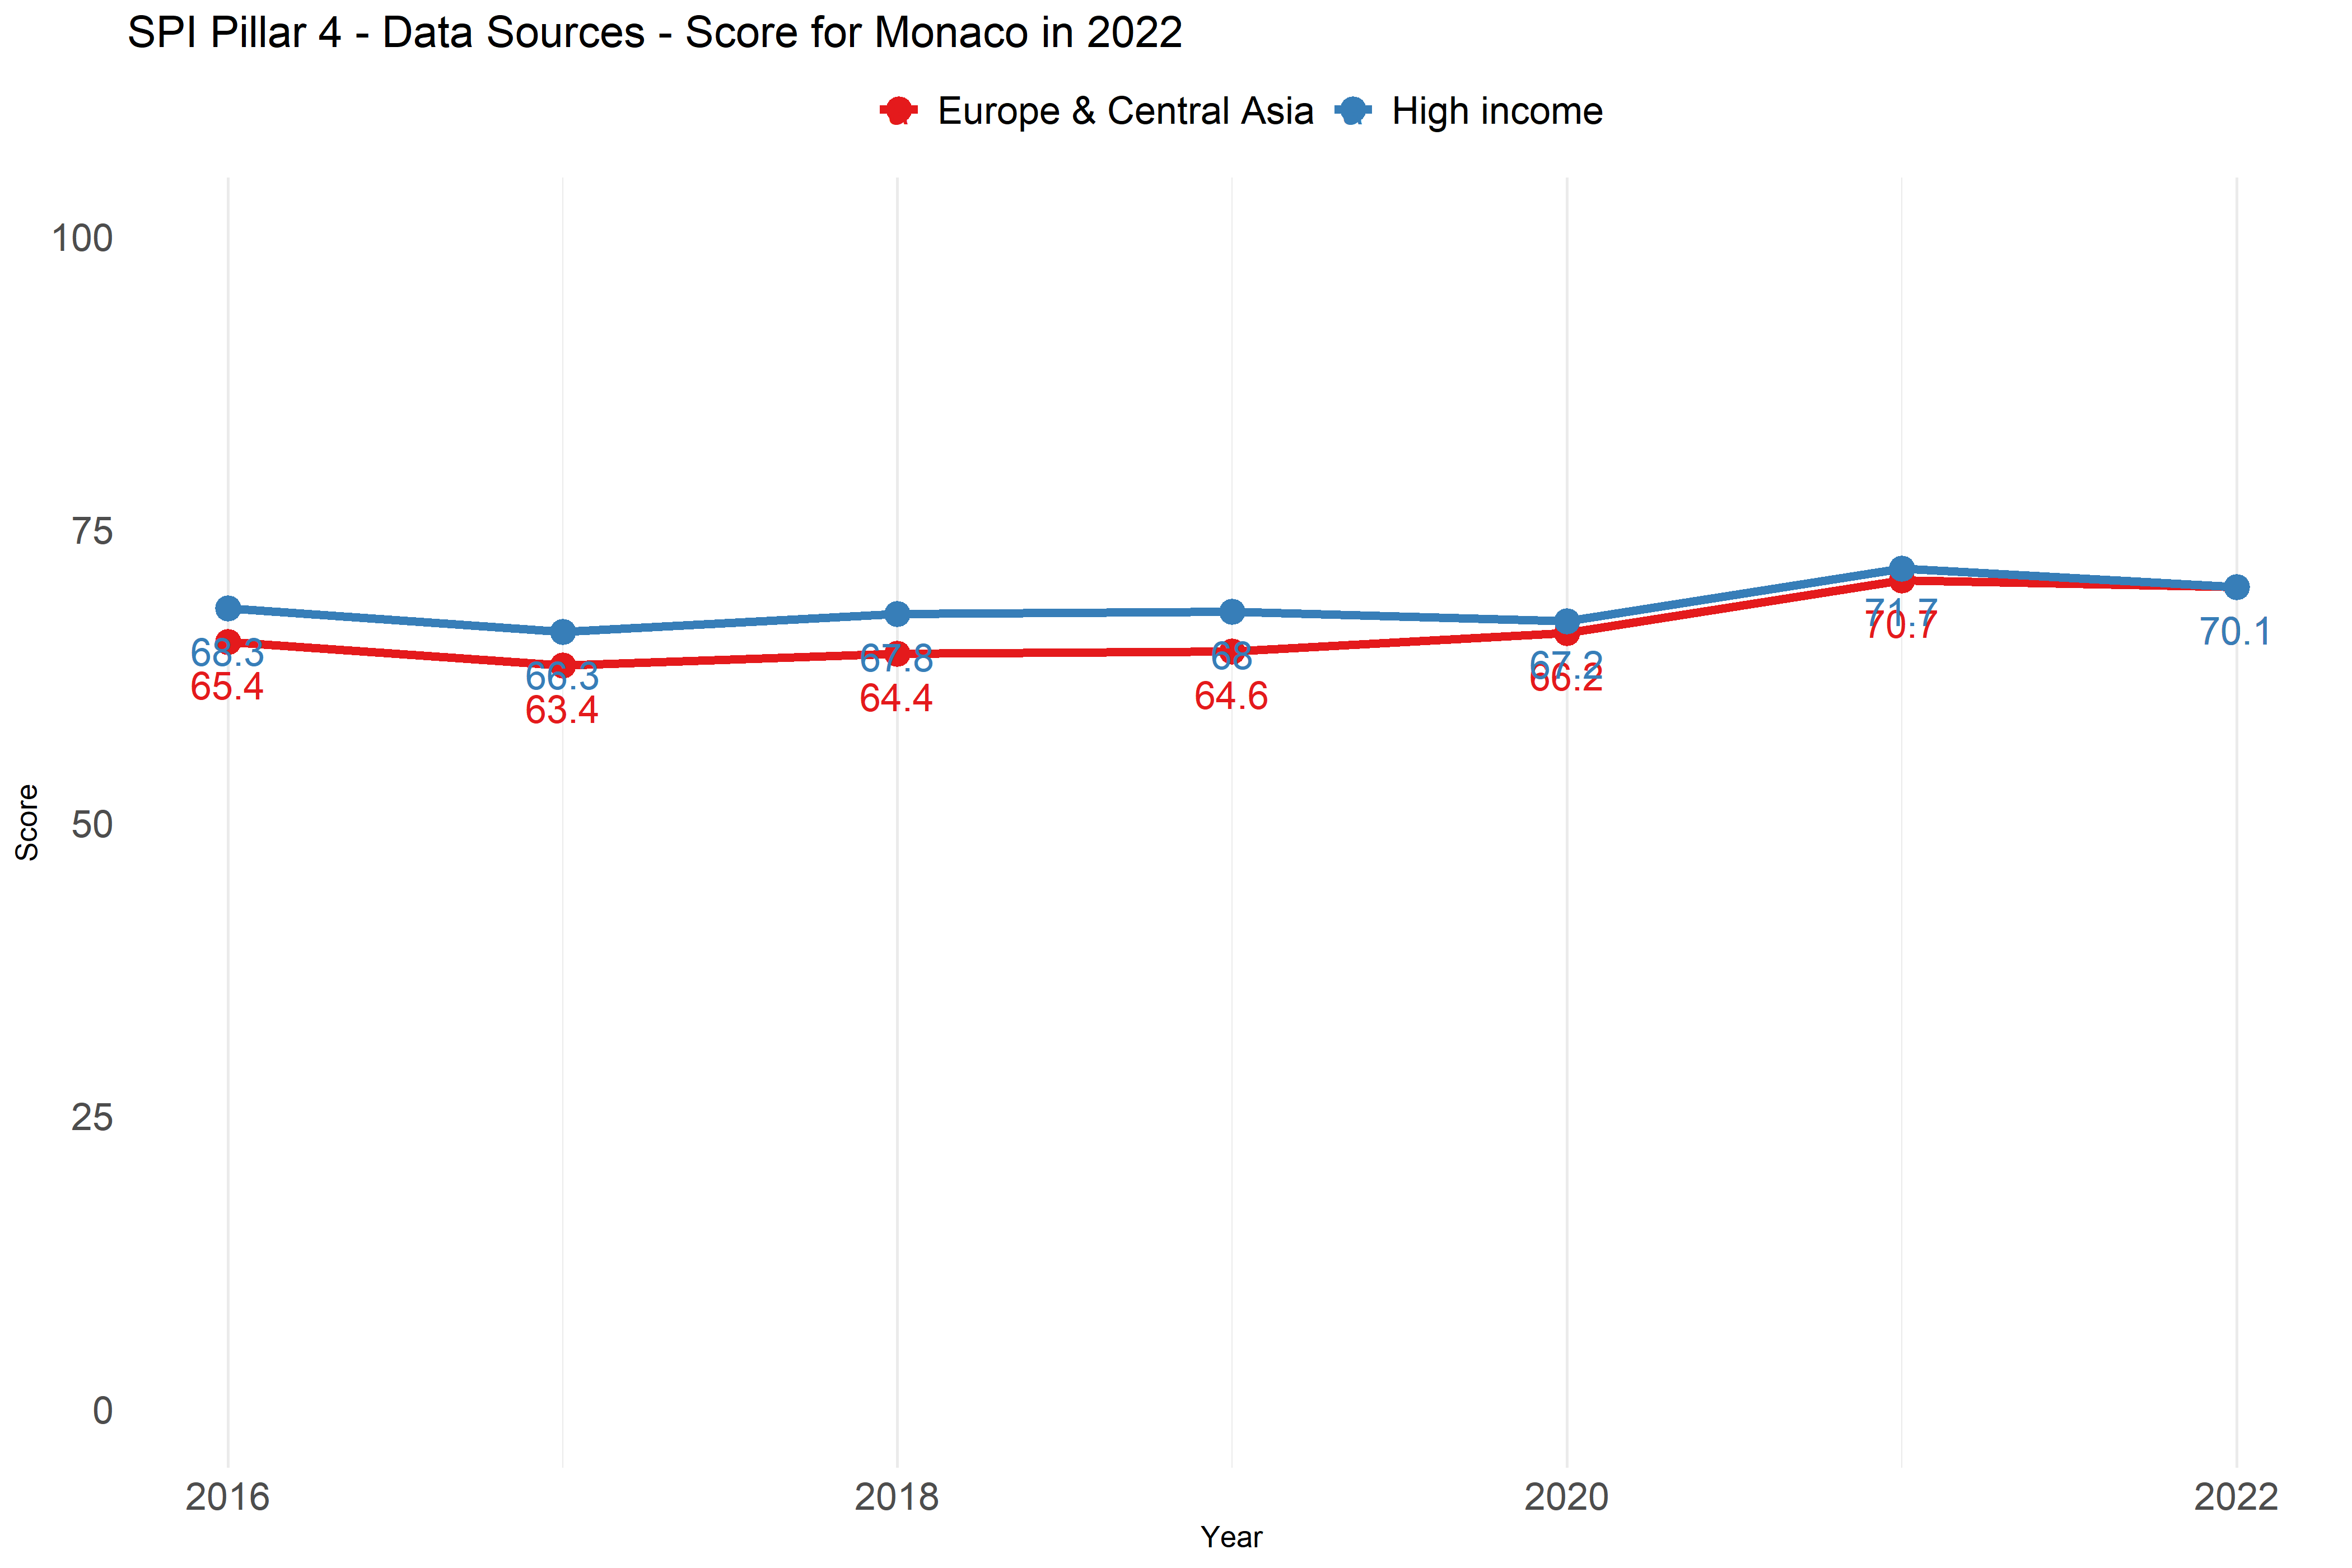 SPI Pillar 4 - Data Sources - Score for Monaco in 2022
Europe & Central Asia High income
100
75
50
25
0
Score
68.3 66.3 67.8 68 67.2 71.7 70.1
65.4 63.4 64.4 64.6 66.2 70.7
2016 2018 2020 2022
Year